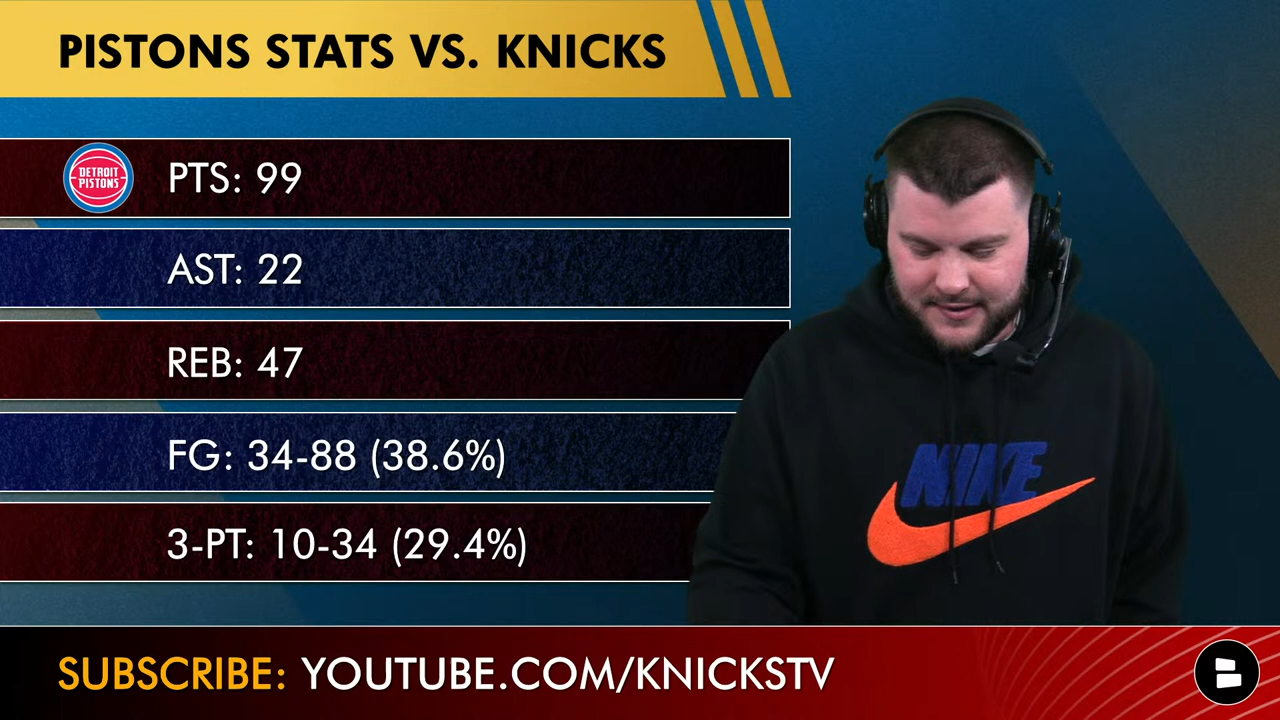 PISTONS STATS VS. KNICKS
DETROIT
PISTONS
PTS: 99
AST: 22
REB: 47
FG: 34-88 (38.6%)
3-PT: 10-34 (29.4%)
NIKE
SUBSCRIBE: YOUTUBE.COM/KNICKSTV